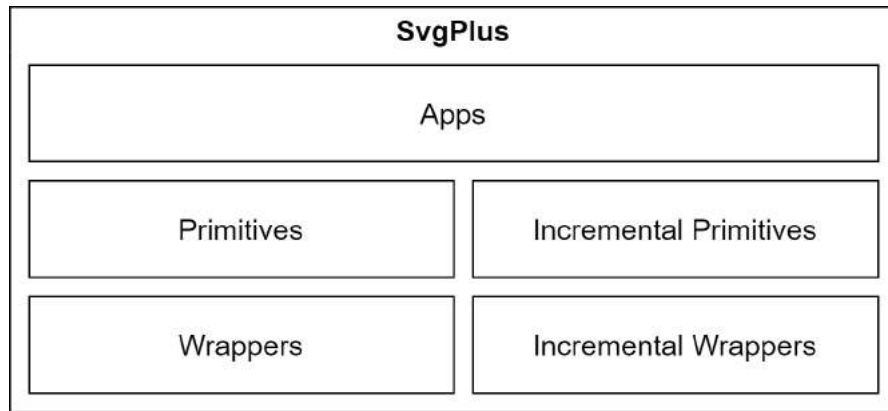 SvgPlus
Apps
Primitives
Incremental Primitives
Wrappers
Incremental Wrappers